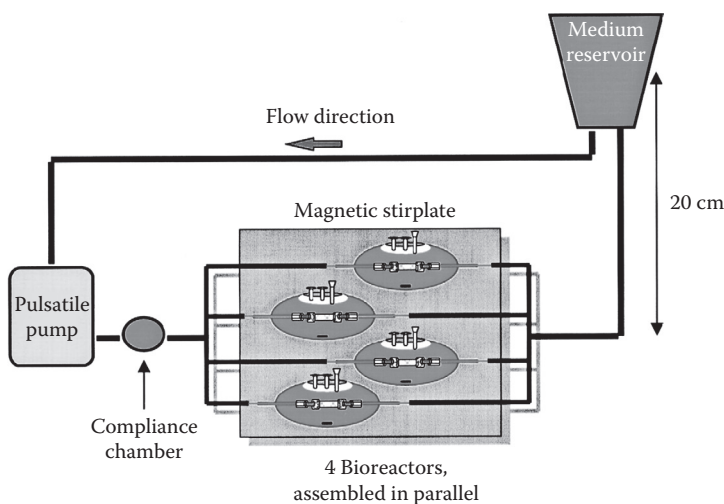 Medium
reservoir
Flow direction
20 cm
Magnetic stirplate
Pulsatile
pump
Compliance
chamber
4 Bioreactors,
assembled in parallel